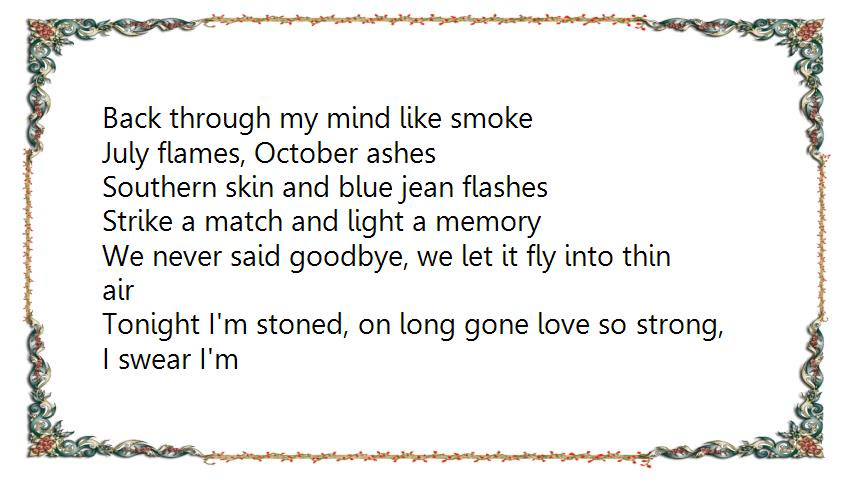 Back through my mind like smoke
July flames, October ashes
Southern skin and blue jean flashes
Strike a match and light a memory
We never said goodbye, we let it fly into thin
air
Tonight I'm stoned, on long gone love so strong,
I swear I'm